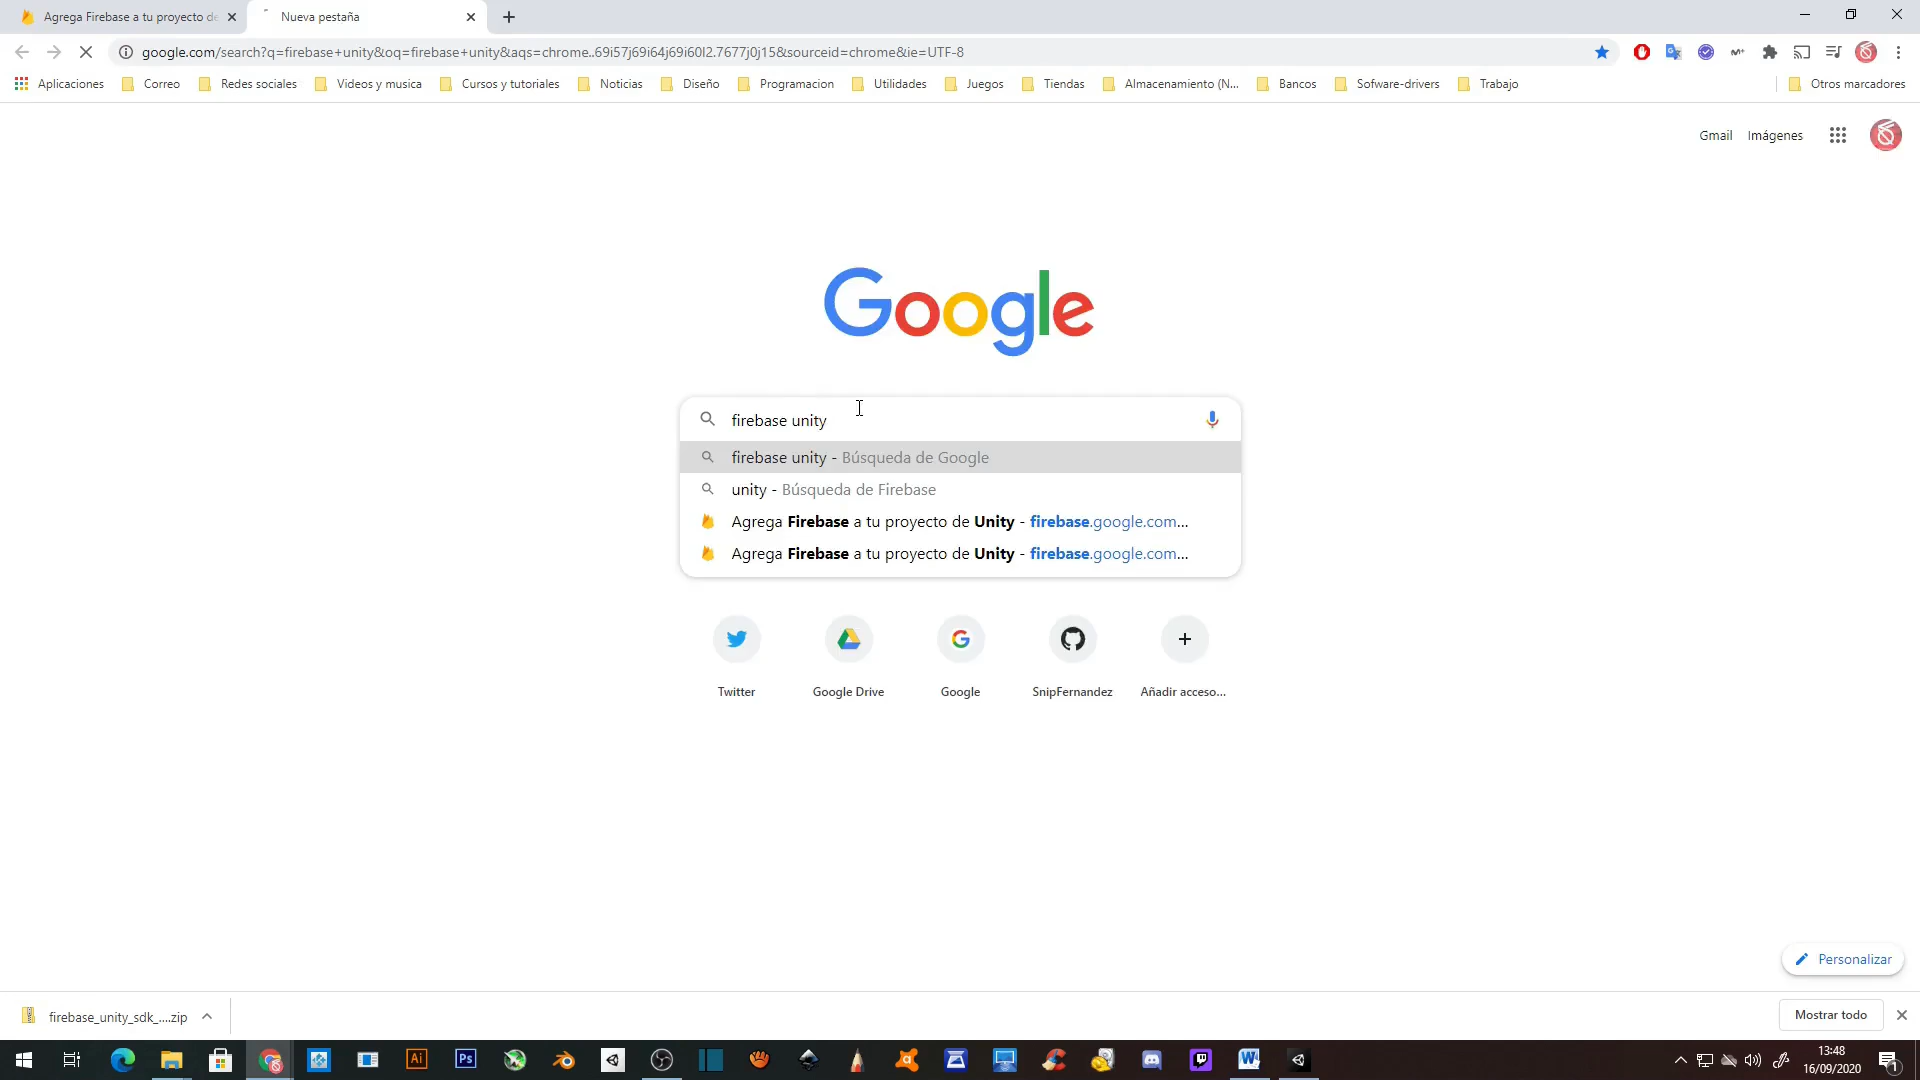 Agrega Firebase a tu proyecto de
Nueva pestaña
google.com/search?q=firebase+unity&oq=firebase+unity&aqs=chrome..69i57j69i64j69i60l2.7677j0j15&sourceid=chrome&ie=UTF-8
Aplicaciones
Correo
Redes sociales
Videos y musica
Cursos y tutoriales
Noticias
Diseño
Programacion
Utilidades
Juegos
Tiendas
Almacenamiento (N...
Bancos
Sofware-drivers
Trabajo
Otros marcadores
Gmail
Imágenes
Google
firebase unity
firebase unity - Búsqueda de Google
unity - Búsqueda de Firebase
Agrega Firebase a tu proyecto de Unity - firebase.google.com...
Agrega Firebase a tu proyecto de Unity - firebase.google.com...
Twitter
Google Drive
Google
SnipFernandez
Añadir acceso...
Personalizar
firebase_unity_sdk_....zip
Mostrar todo
Ai
Ps
13:48
16/09/2020
1